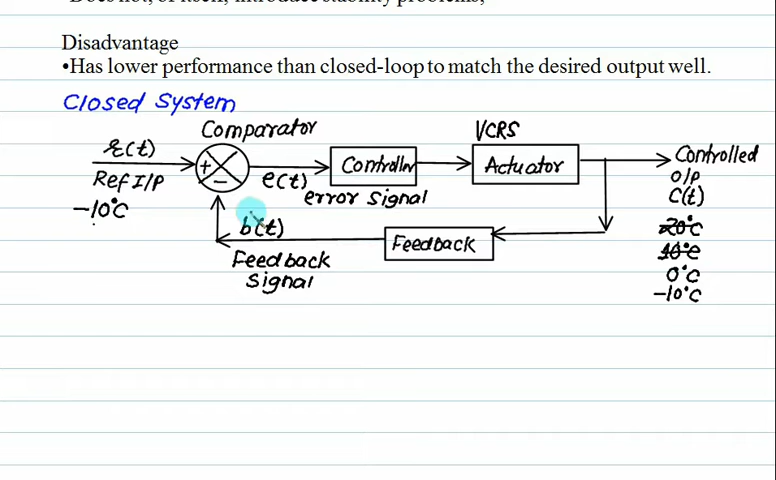 Disadvantage
•Has lower performance than closed-loop to match the desired output well.
Closed System
Comparator
VCRS
r(t)
+
−
e(t)
Controller
Actuator
Controlled
O/P
C(t)
Ref I/P
-10°C
error Signal
b(t)
Feedback
Signal
Feedback
20°C
10°C
0°C
-10°C